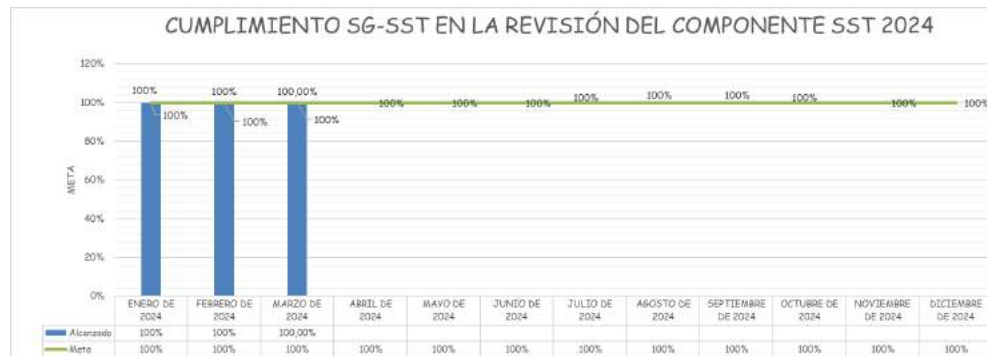 CUMPLIMIENTO SG-SST EN LA REVISIÓN DEL COMPONENTE SST 2024
120%
100%
80%
60%
40%
20%
0%
META
100% 100% 100,00% 100% 100% 100% 100% 100% 100% 100% 100% 100%
100% 100% 100%
ENERO DE 2024 FEBRERO DE 2024 MARZO DE 2024 ABRIL DE 2024 MAYO DE 2024 JUNIO DE 2024 JULIO DE 2024 AGOSTO DE 2024 SEPTIEMBRE DE 2024 OCTUBRE DE 2024 NOVIEMBRE DE 2024 DICIEMBRE DE 2024
Alcanzado 100% 100% 100,00%
Meta 100% 100% 100% 100% 100% 100% 100% 100% 100% 100% 100% 100%